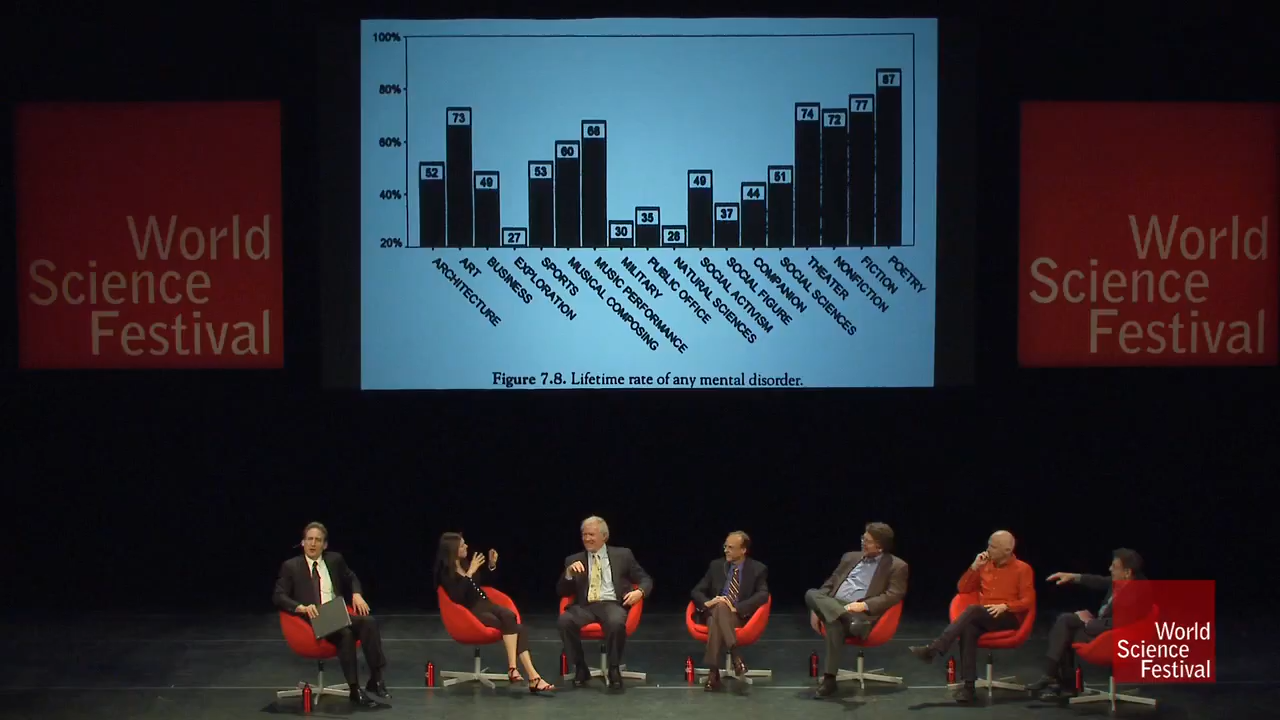 100%
80%
60%
40%
20%
52
73
49
27
53
60
68
30
35
26
49
37
44
51
74
72
77
87
ARCHITECTURE
ART
BUSINESS
EXPLORATION
SPORTS
MUSICAL COMPOSING
MUSIC PERFORMANCE
MILITARY
PUBLIC OFFICE
NATURAL SCIENCES
SOCIAL ACTIVISM
SOCIAL FIGURE
COMPANION
SOCIAL SCIENCES
THEATER
NONFICTION
FICTION
POETRY
Figure 7.8. Lifetime rate of any mental disorder.
World
Science
Festival
World
Science
Festival
World
Science
Festival